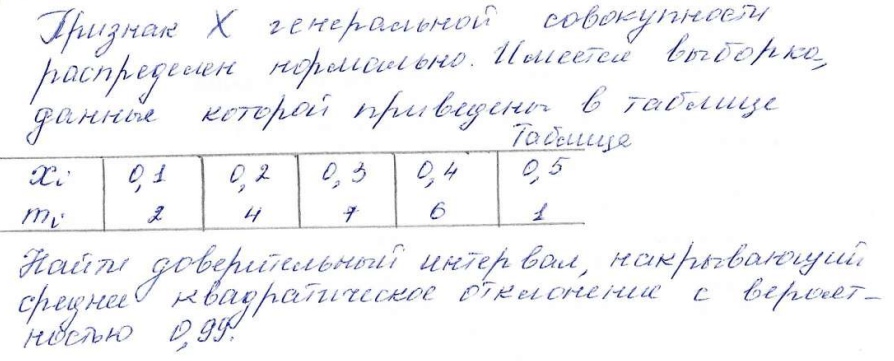 Признак X генеральной совокупности
распределен нормально. Имеется выборка,
данные которой приведены в таблице
Таблица
xi 0,1 0,2 0,3 0,4 0,5
mi 2 4 7 6 1
Найти доверительный интервал, накрывающий
среднее квадратическое отклонение с вероят-
ностью 0,99.